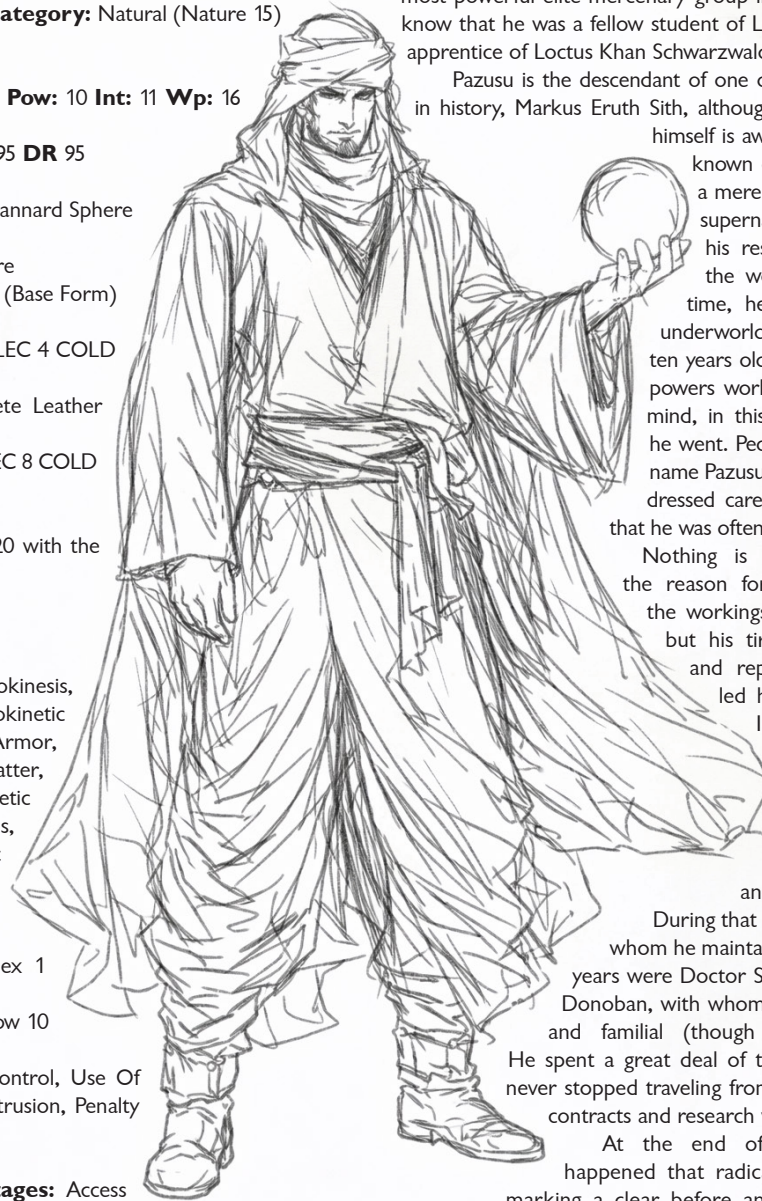 ategory: Natural (Nature 15)
Pow: 10 Int: 11 Wp: 16
95 DR 95
annard Sphere
re
(Base Form)
LEC 4 COLD
ete Leather
EC 8 COLD
20 with the
okinesis,
okinetic
Armor,
atter,
etic
s,
ex 1
ow 10
ontrol, Use Of
trusion, Penalty
tages: Access
most powerful elite mercenary group i
know that he was a fellow student of L
apprentice of Loctus Khan Schwarzwald
Pazusu is the descendant of one o
in history, Markus Eruth Sith, although
himself is aw
known
a mere
superna
his res
the wo
time, he
underworld
ten years old
powers work
mind, in this
he went. Peo
name Pazusu
dressed care
that he was often
Nothing is
the reason for
the workings
but his tir
and rep
led h
I
an
During that
whom he mainta
years were Doctor S
Donoban, with whom
and familial (though
He spent a great deal of t
never stopped traveling from
contracts and research
At the end of
happened that radic
marking a clear before an